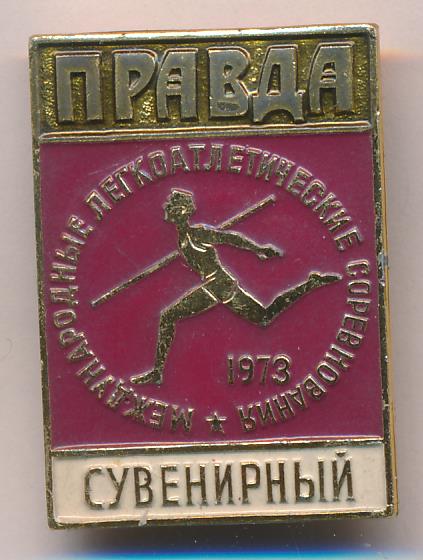 ПРАВДА
МЕЖДУНАРОДНЫЕ ЛЕГКОАТЛЕТИЧЕСКИЕ СОРЕВНОВАНИЯ
1973
СУВЕНИРНЫЙ